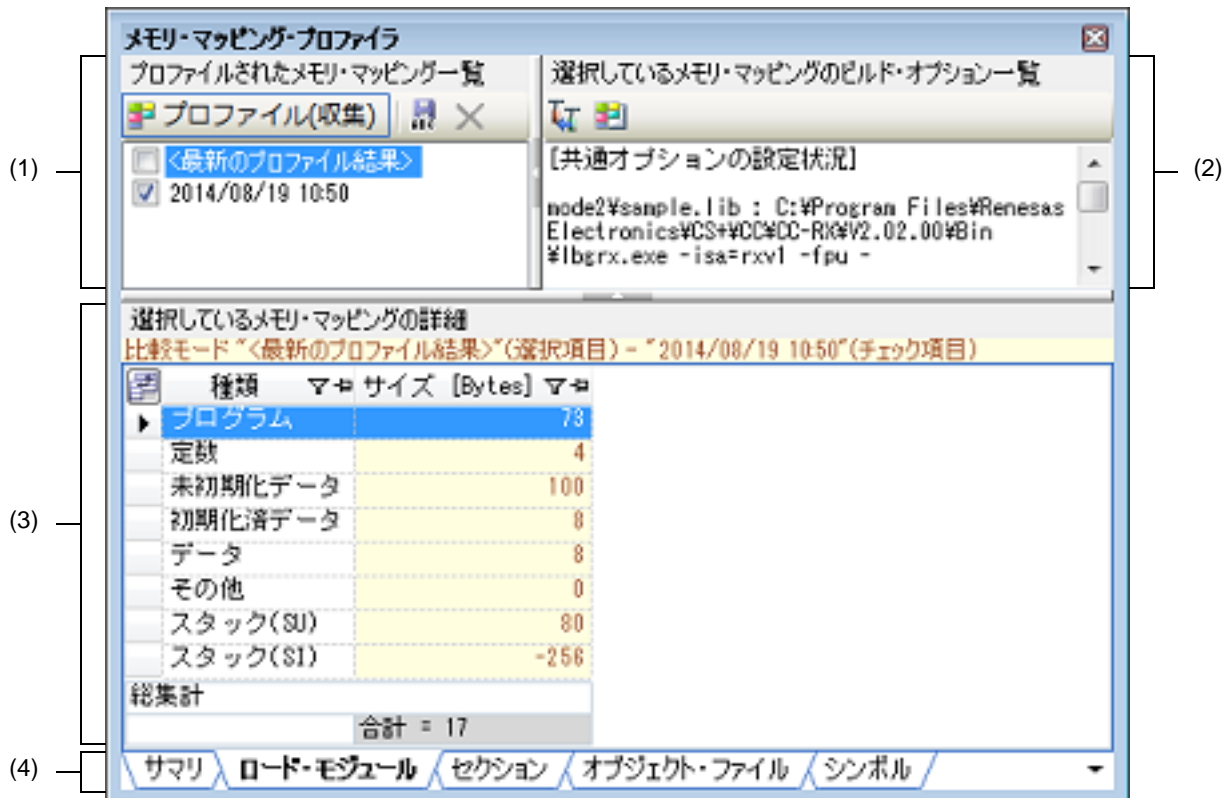 メモリ・マッピング・プロファイラ
プロファイルされたメモリ・マッピング一覧
選択しているメモリ・マッピングのビルド・オプション一覧
プロファイル(収集)
(1)
(2)
<最新のプロファイル結果>
2014/08/19 10:50
[共通オプションの設定状況]
mode2¥sample.lib : C:¥Program Files¥Renesas
Electronics¥CS+¥CC¥CC-RX¥V2.02.00¥Bin
¥lbgrx.exe -isa=rxv1 -fpu -
選択しているメモリ・マッピングの詳細
比較モード "<最新のプロファイル結果>"(選択項目) - "2014/08/19 10:50"(チェック項目)
種類 サイズ [Bytes]
プログラム 73
定数 4
未初期化データ 100
(3)
初期化済データ 8
データ 8
その他 0
スタック(SU) 80
スタック(SI) -256
総集計
合計 = 17
(4)
サマリ ロード・モジュール セクション オブジェクト・ファイル シンボル